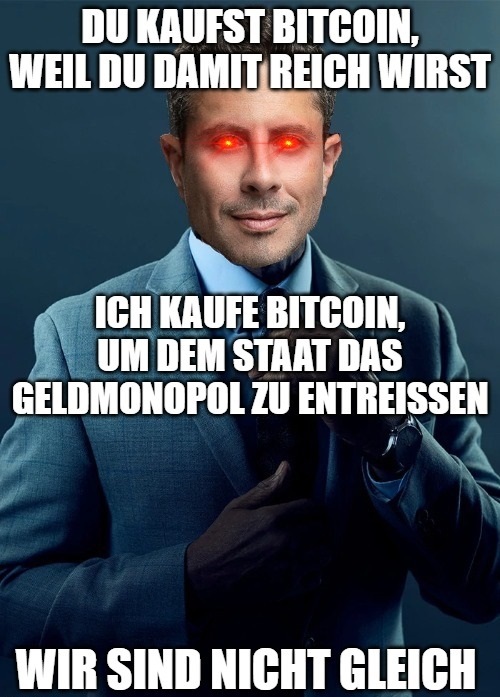 DU KAUFST BITCOIN,
WEIL DU DAMIT REICH WIRST
ICH KAUFE BITCOIN,
UM DEM STAAT DAS
GELDMONOPOL ZU ENTREISSEN
WIR SIND NICHT GLEICH